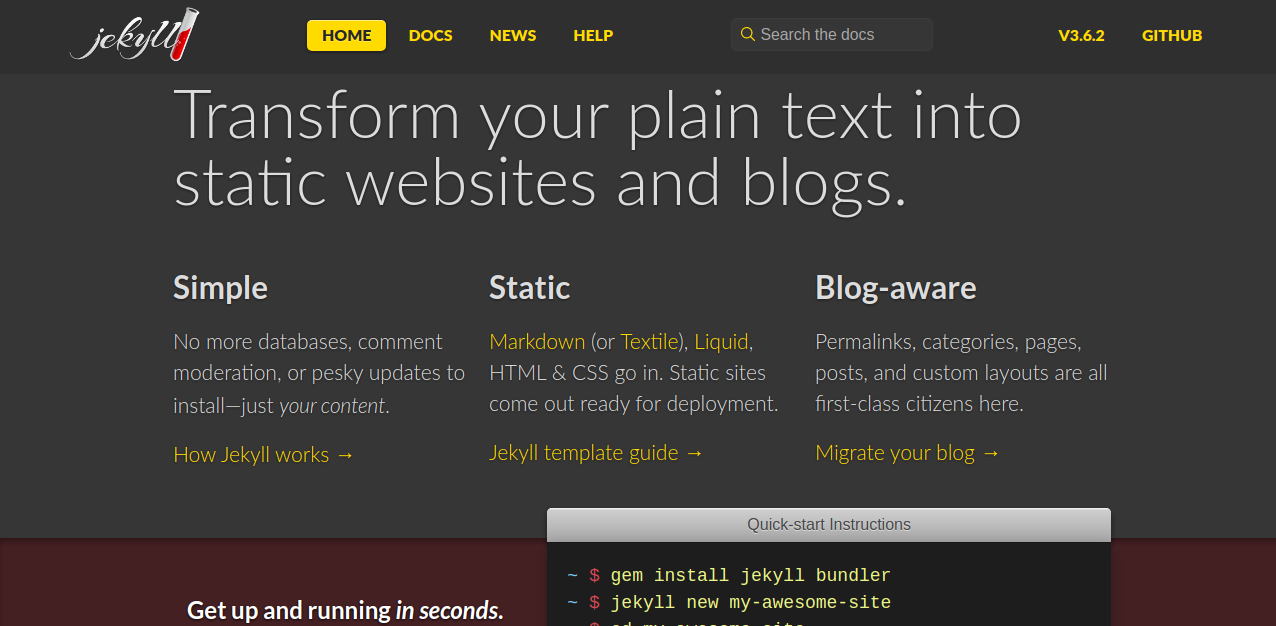 jekyll
HOME
DOCS
NEWS
HELP
Search the docs
V3.6.2
GITHUB
Transform your plain text into
static websites and blogs.
Simple
No more databases, comment
moderation, or pesky updates to
install—just your content.
How Jekyll works →
Static
Markdown (or Textile), Liquid,
HTML & CSS go in. Static sites
come out ready for deployment.
Jekyll template guide →
Blog-aware
Permalinks, categories, pages,
posts, and custom layouts are all
first-class citizens here.
Migrate your blog →
Get up and running in seconds.
Quick-start Instructions
~ $ gem install jekyll bundler
~ $ jekyll new my-awesome-site